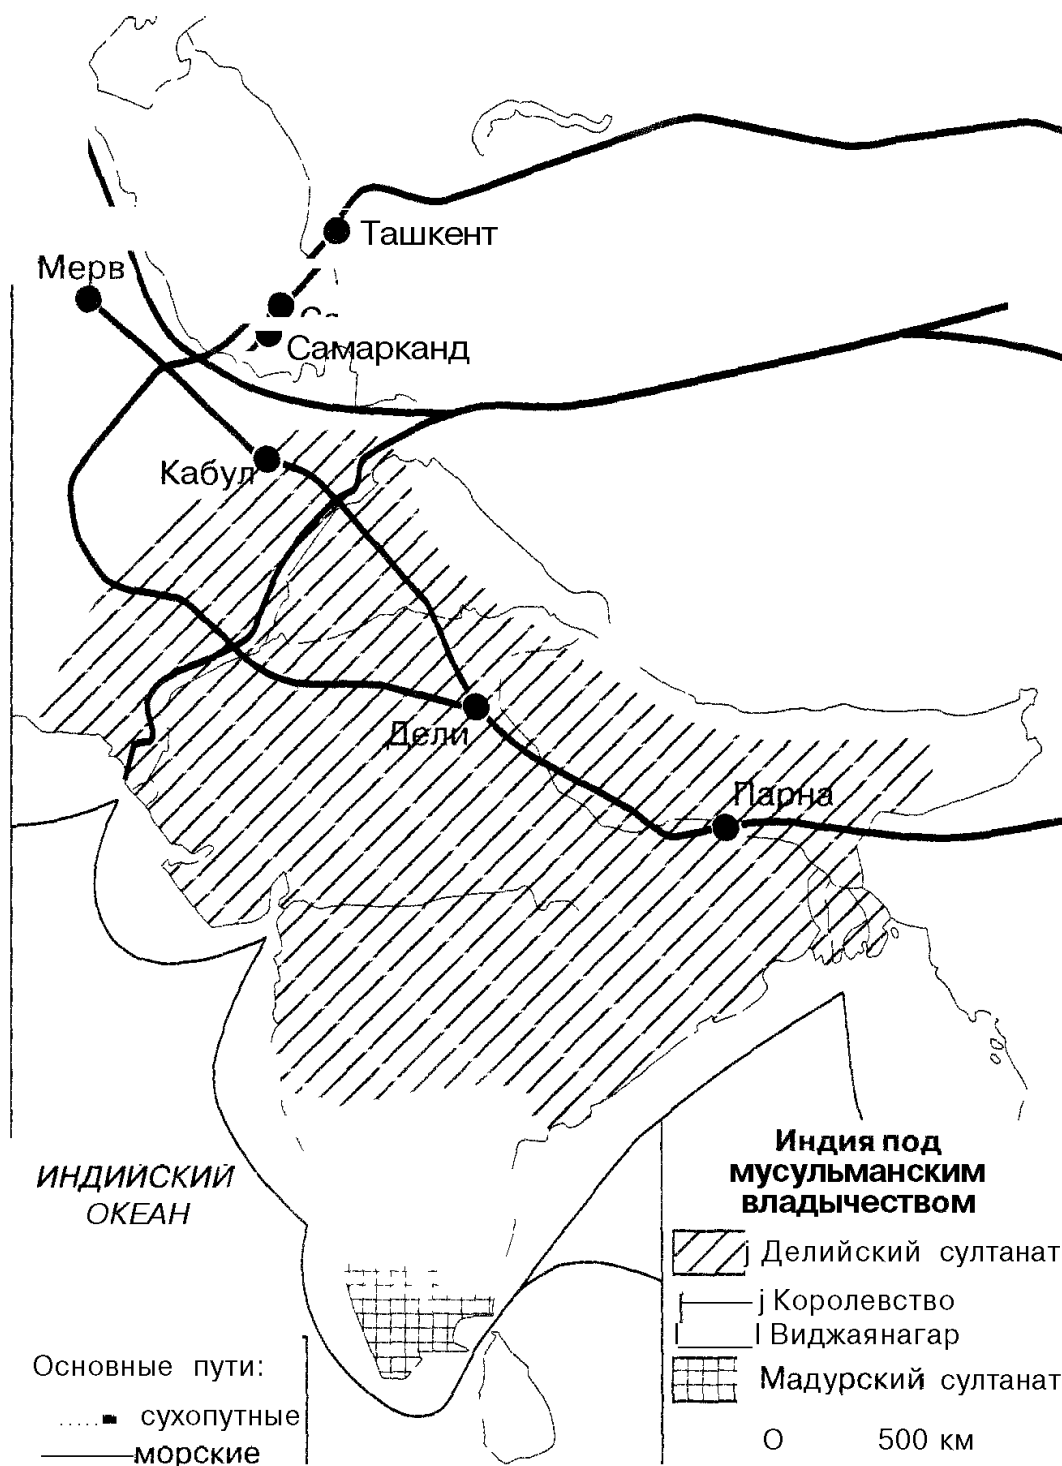 Ташкент
Мерв
Самарканд
Кабул
Дели
Парна
ИНДИЙСКИЙ
ОКЕАН
Индия под
мусульманским
владычеством
Делийский султанат
Королевство
Виджаянагар
Мадурский султанат
0 500 км
Основные пути:
сухопутные
морские